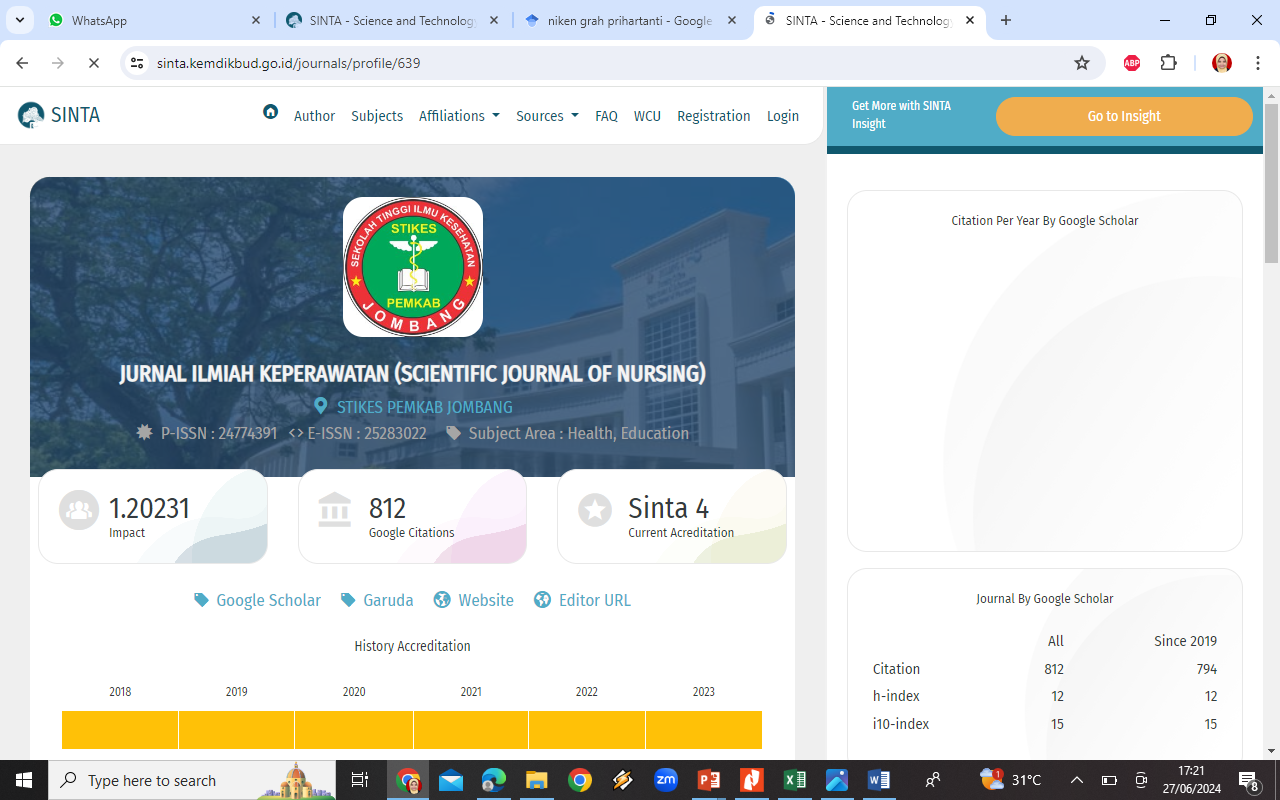 WhatsApp
SINTA - Science and Technology
niken grah prihartanti - Google
SINTA - Science and Technology
sinta.kemdikbud.go.id/journals/profile/639
ABP
SINTA
Author
Subjects
Affiliations
Sources
FAQ
WCU
Registration
Login
Get More with SINTA
Insight
Go to Insight
SEKOLAH TINGGI ILMU KESEHATAN
STIKES
PEMKAB
JOMBANG
JURNAL ILMIAH KEPERAWATAN (SCIENTIFIC JOURNAL OF NURSING)
STIKES PEMKAB JOMBANG
P-ISSN : 24774391 <> E-ISSN : 25283022 Subject Area : Health, Education
1.20231
Impact
812
Google Citations
Sinta 4
Current Acreditation
Google Scholar
Garuda
Website
Editor URL
History Accreditation
2018 2019 2020 2021 2022 2023
Citation Per Year By Google Scholar
Journal By Google Scholar
All Since 2019
Citation 812 794
h-index 12 12
i10-index 15 15
Type here to search
zm
1
31°C
17:21
27/06/2024
8